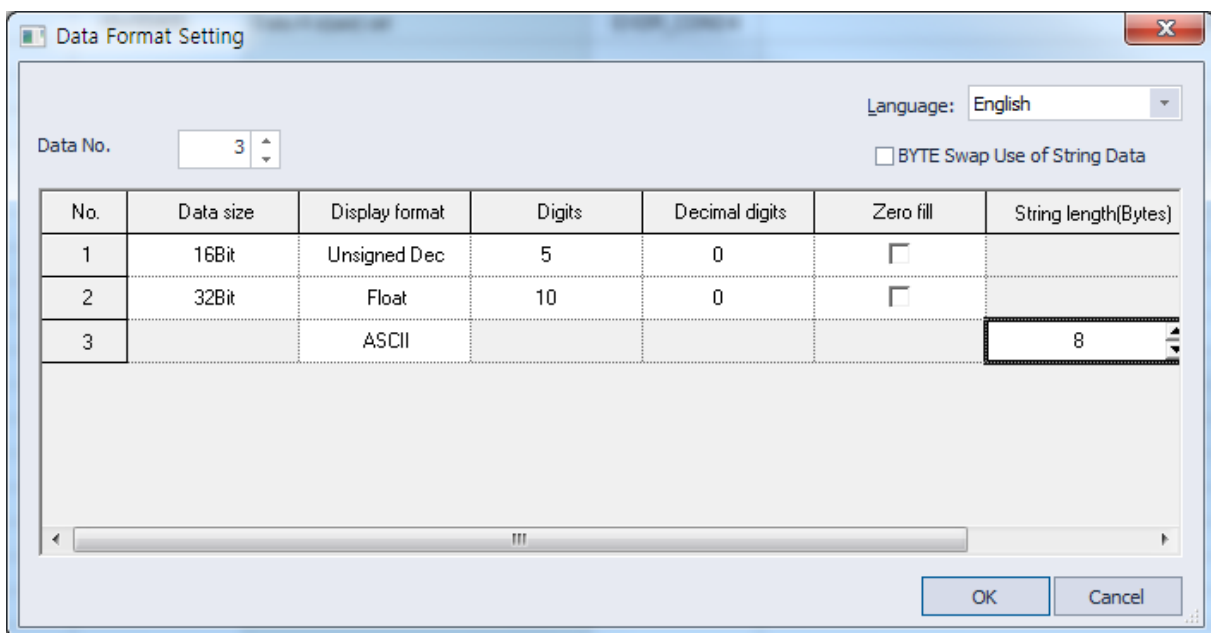 Data Format Setting
Language: English
Data No. 3
BYTE Swap Use of String Data
No. Data size Display format Digits Decimal digits Zero fill String length(Bytes)
1 16Bit Unsigned Dec 5 0
2 32Bit Float 10 0
3 ASCII 8
OK Cancel